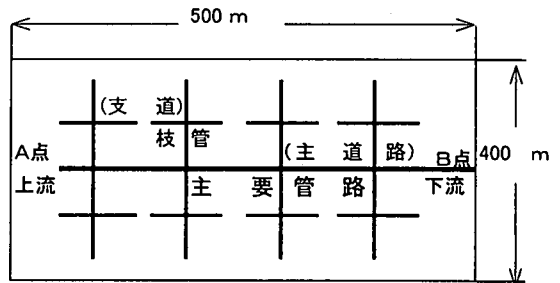 500 m
(支 道)
枝 管
A点
(主 道 路)
B点
400 m
上流
主 要 管 路
下流